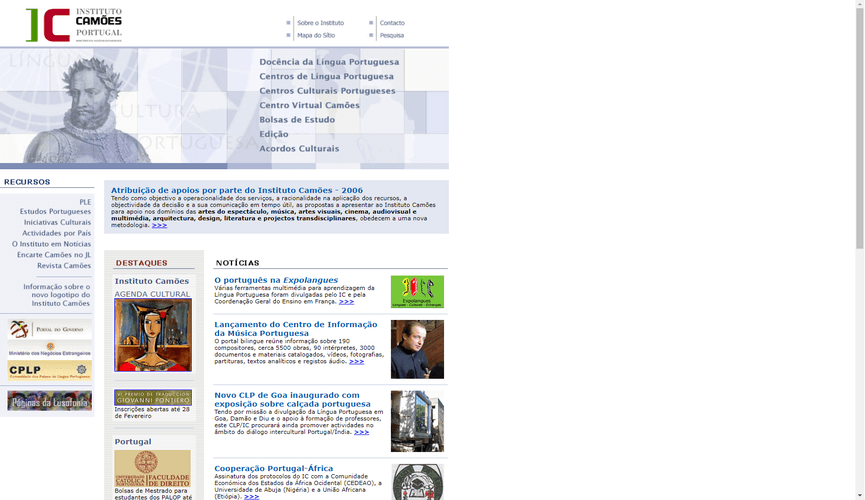 INSTITUTO
CAMÕES
PORTUGAL
Sobre o Instituto
Contacto
Mapa do Sítio
Pesquisa
LÍNGUA
CULTURA
PORTUGUESA
Docência da Língua Portuguesa
Centros de Língua Portuguesa
Centros Culturais Portugueses
Centro Virtual Camões
Bolsas de Estudo
Edição
Acordos Culturais
RECURSOS
PLE
Estudos Portugueses
Iniciativas Culturais
Actividades por País
O Instituto em Notícias
Encarte Camões no JL
Revista Camões
Informação sobre o
novo logotipo do
Instituto Camões
PORTAL DO GOVERNO
Ministério dos Negócios Estrangeiros
CPLP
Comunidade dos Países de Língua Portuguesa
Páginas da Lusofonia
Atribuição de apoios por parte do Instituto Camões - 2006
Tendo como objectivo a operacionalidade dos serviços, a racionalidade na aplicação dos recursos, a
objectividade da decisão e a sua comunicação em tempo útil, as propostas a apresentar ao Instituto Camões
para apoio nos domínios das artes do espectáculo, música, artes visuais, cinema, audiovisual e
multimédia, arquitectura, design, literatura e projectos transdisciplinares, obedecem a uma nova
metodologia. >>>
DESTAQUES
Instituto Camões
AGENDA CULTURAL
XI PREMIO DE TRADUCCIÓN
GIOVANNI PONTIERO
Inscrições abertas até 28
de Fevereiro
Portugal
UNIVERSIDADE
CATÓLICA
PORTUGUESA
FACULDADE
DE DIREITO
Bolsas de Mestrado para
estudantes dos PALOP até
NOTÍCIAS
O português na Expolangues
Várias ferramentas multimédia para aprendizagem da
Língua Portuguesa foram divulgadas pelo IC e pela
Coordenação Geral do Ensino em França. >>>
Expolangues
Lançamento do Centro de Informação
da Música Portuguesa
O portal bilingue reúne informação sobre 190
compositores, cerca 5500 obras, 90 intérpretes, 3000
documentos e materiais catalogados, vídeos, fotografias,
partituras, textos analíticos e registos áudio. >>>
Novo CLP de Goa inaugurado com
exposição sobre calçada portuguesa
Tendo por missão a divulgação da Língua Portuguesa em
Goa, Damão e Diu e o apoio à formação de professores,
este CLP/IC procurará ainda promover actividades no
âmbito do diálogo intercultural Portugal/Índia. >>>
Cooperação Portugal-África
Assinatura dos protocolos do IC com a Comunidade
Económica dos Estados da África Ocidental (CEDEAO), a
Universidade de Abuja (Nigéria) e a União Africana
(Etiópia). >>>